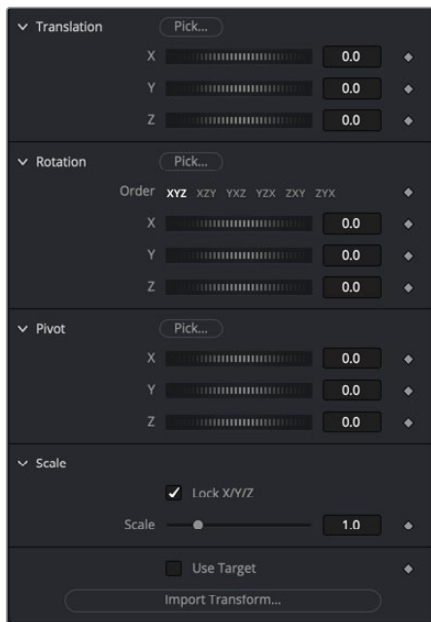 Translation Pick...
X 0.0
Y 0.0
Z 0.0
Rotation Pick...
Order XYZ XZY YXZ YZX ZXY ZYX
X 0.0
Y 0.0
Z 0.0
Pivot Pick...
X 0.0
Y 0.0
Z 0.0
Scale
Lock X/Y/Z
Scale 1.0
Use Target
Import Transform...